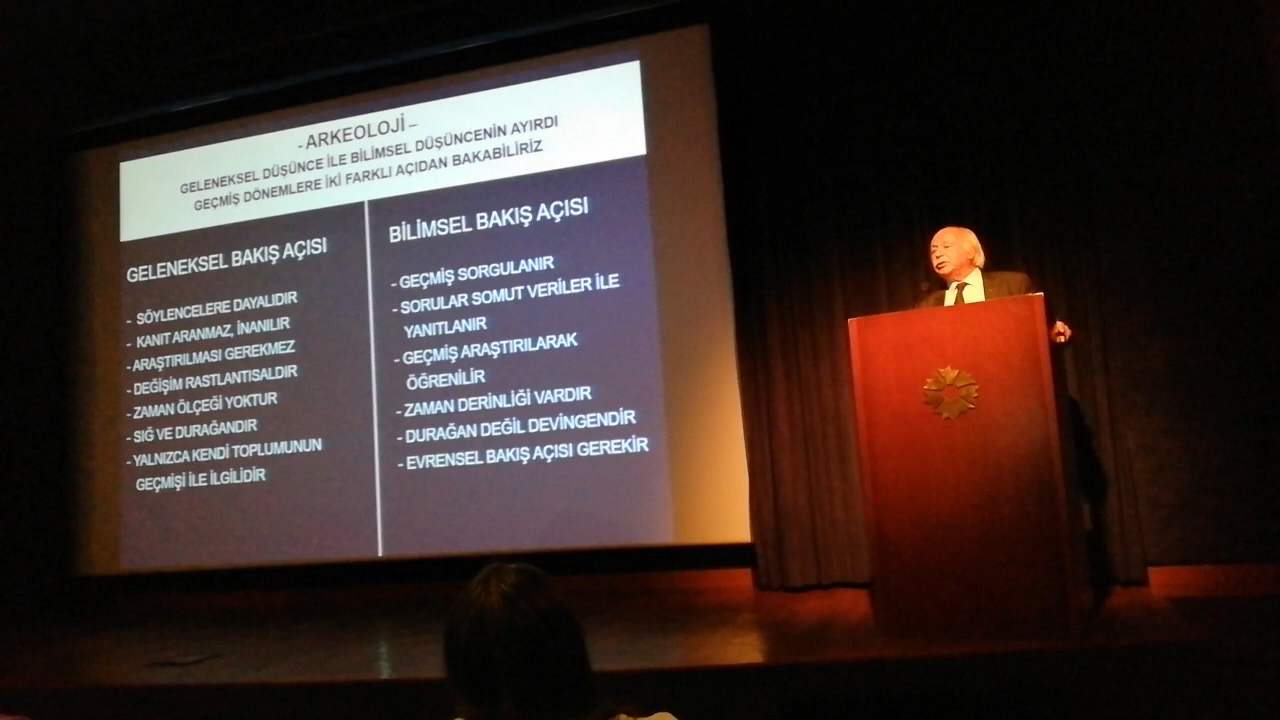 - ARKEOLOJİ –
GELENEKSEL DÜŞÜNCE İLE BİLİMSEL DÜŞÜNCENİN AYIRDI
GEÇMİŞ DÖNEMLERE İKİ FARKLI AÇIDAN BAKABİLİRİZ
GELENEKSEL BAKIŞ AÇISI
- SÖYLENCELERE DAYALIDIR
- KANIT ARANMAZ, İNANILIR
- ARAŞTIRILMASI GEREKMEZ
- DEĞİŞİM RASTLANTISALDIR
- ZAMAN ÖLÇEĞİ YOKTUR
- SIĞ VE DURAĞANDIR
- YALNIZCA KENDİ TOPLUMUNUN
GEÇMİŞİ İLE İLGİLİDİR
BİLİMSEL BAKIŞ AÇISI
- GEÇMİŞ SORGULANIR
- SORULAR SOMUT VERİLER İLE
YANITLANIR
- GEÇMİŞ ARAŞTIRILARAK
ÖĞRENİLİR
- ZAMAN DERİNLİĞİ VARDIR
- DURAĞAN DEĞİL DEVİNGENDİR
- EVRENSEL BAKIŞ AÇISI GEREKİR